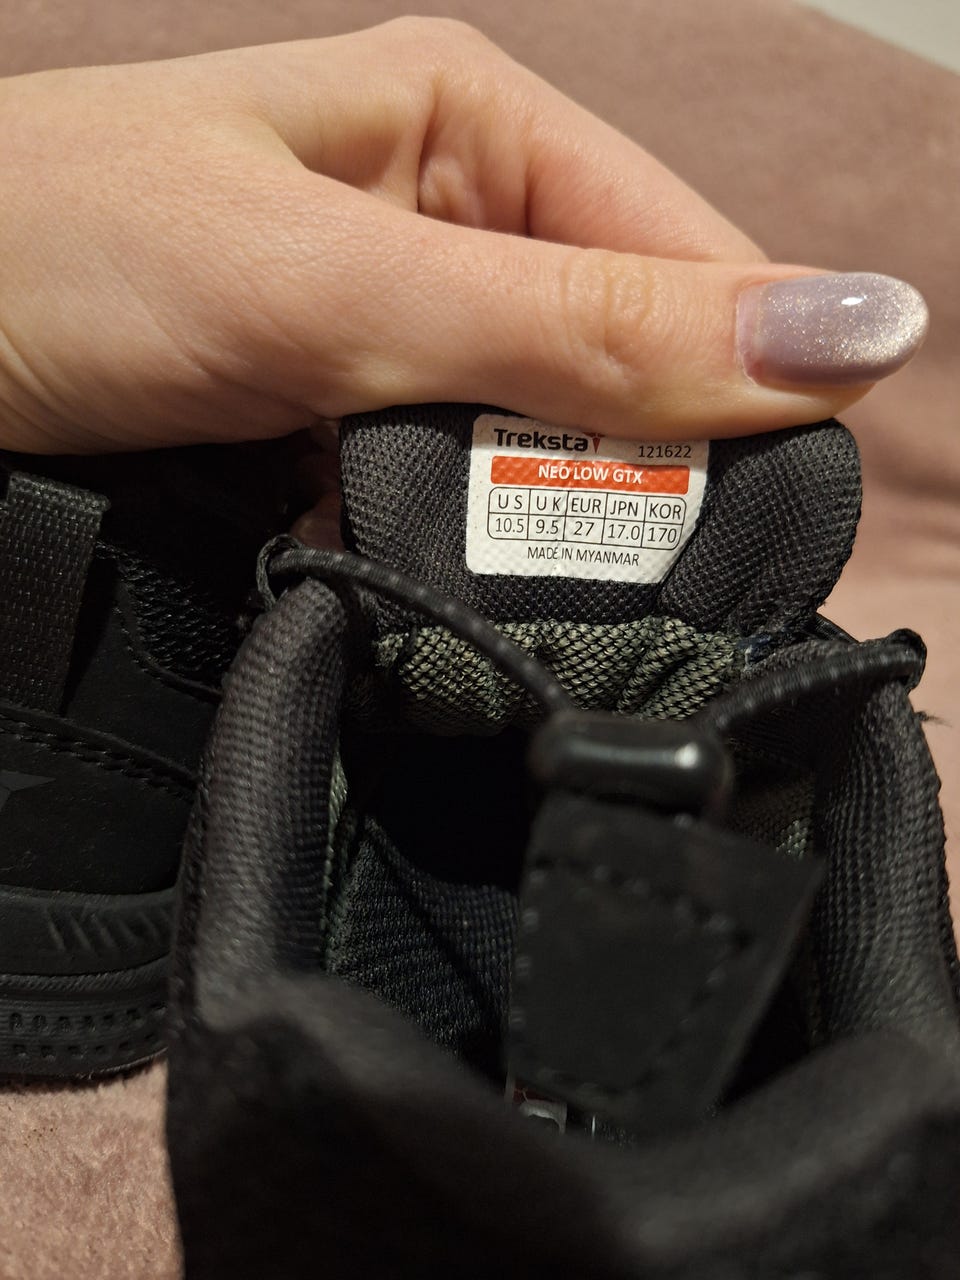 Treksta 121622
NEO LOW GTX
US UK EUR JPN KOR
10.5 9.5 27 17.0 170
MADE IN MYANMAR